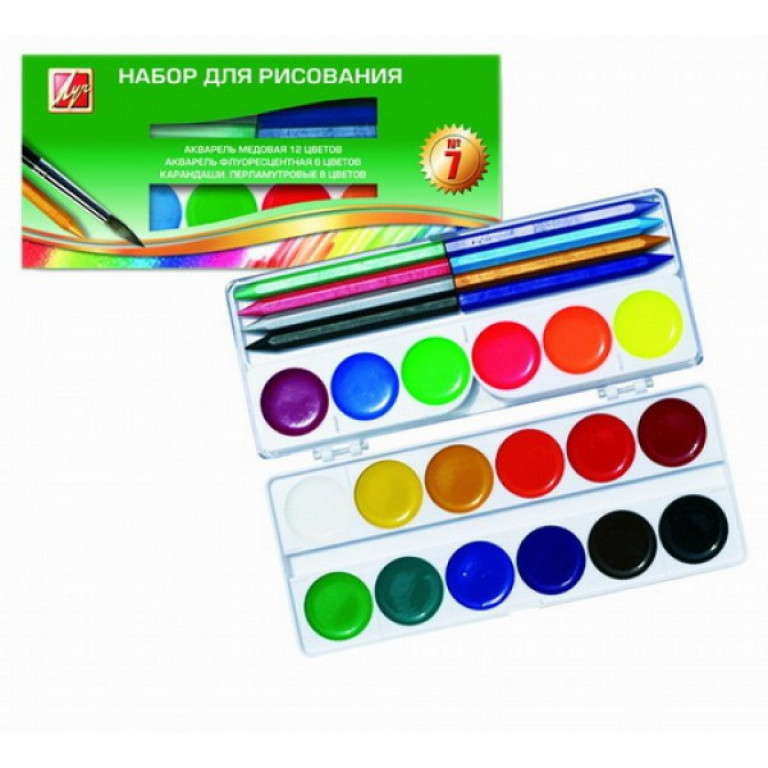 Луч
НАБОР ДЛЯ РИСОВАНИЯ
АКВАРЕЛЬ МЕДОВАЯ 12 ЦВЕТОВ
АКВАРЕЛЬ ФЛУОРЕСЦЕНТНАЯ 6 ЦВЕТОВ
КАРАНДАШИ ПЕРЛАМУТРОВЫЕ 8 ЦВЕТОВ
№
7